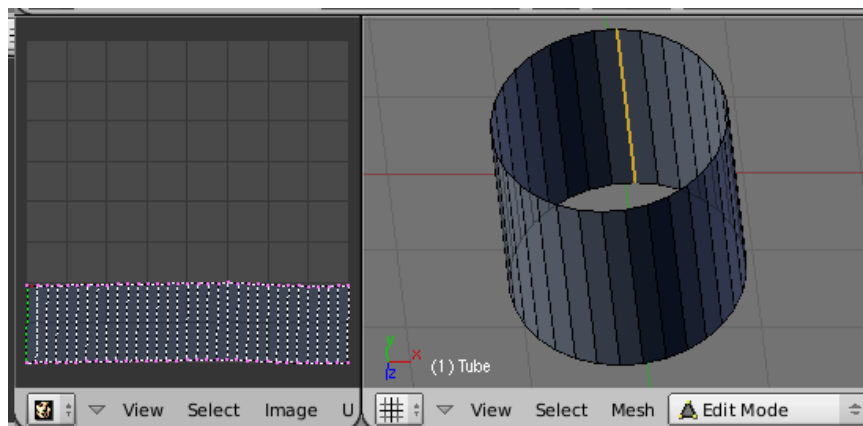 y
x
z
(1) Tube
View Select Image U
View Select Mesh Edit Mode